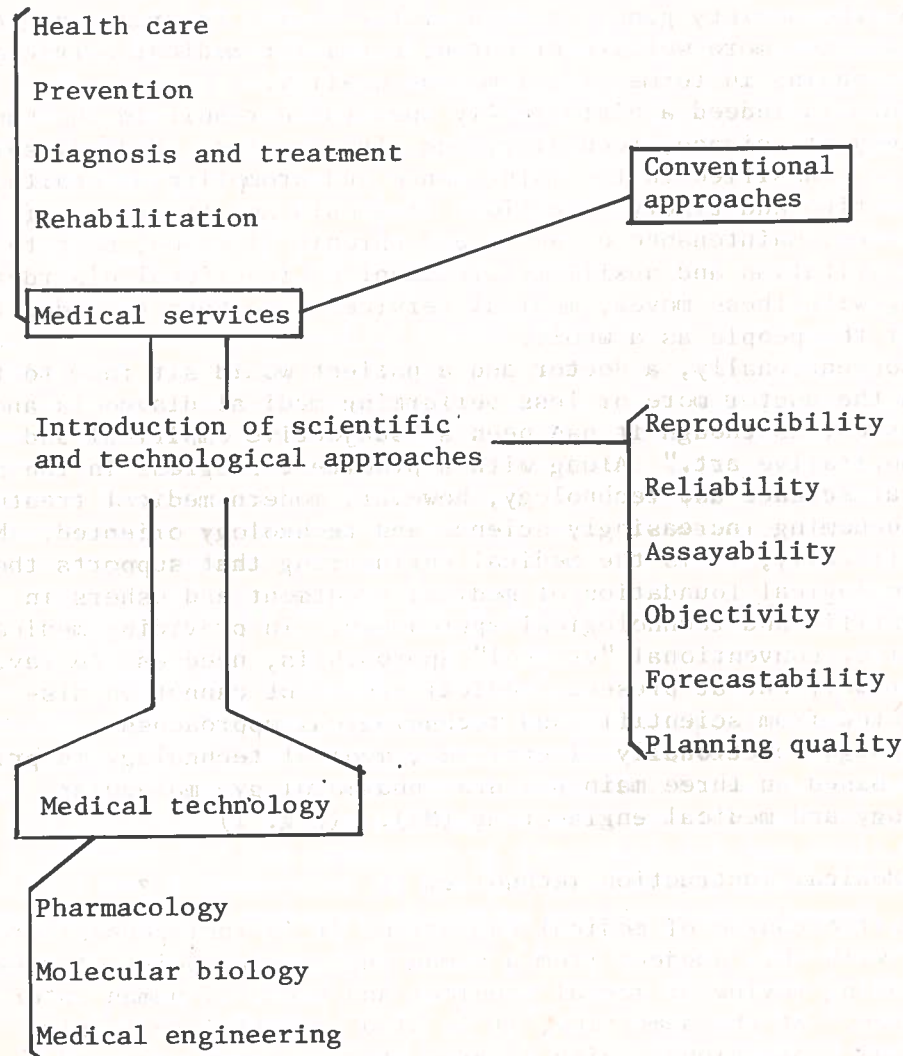 Health care
Prevention
Diagnosis and treatment
Rehabilitation
Conventional
approaches
Medical services
Introduction of scientific
and technological approaches
Reproducibility
Reliability
Assayability
Objectivity
Forecastability
Planning quality
Medical technology
Pharmacology
Molecular biology
Medical engineering